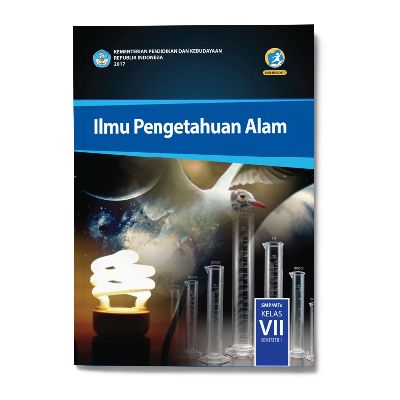 KEMENTERIAN PENDIDIKAN DAN KEBUDAYAAN
REPUBLIK INDONESIA
2017
Ilmu Pengetahuan Alam
SMP/MTs
KELAS
VII
SEMESTER 1